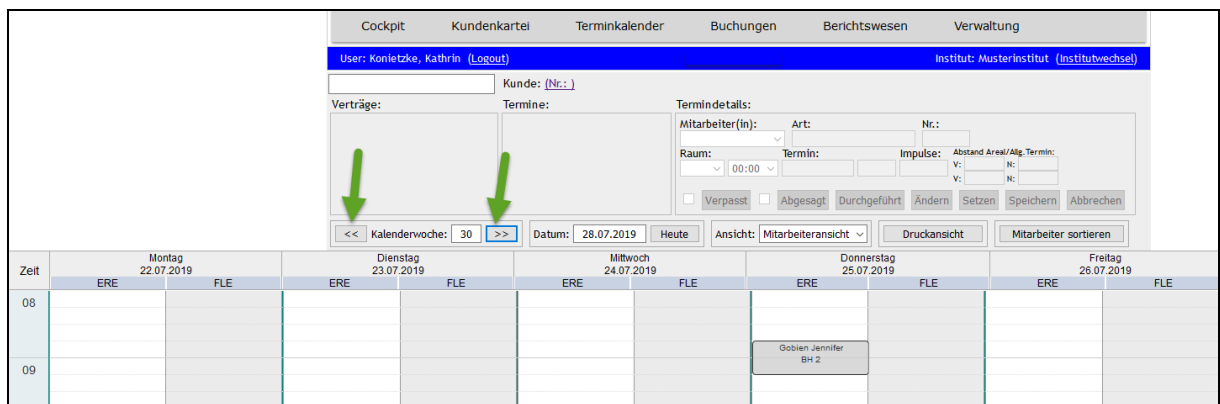 Cockpit Kundenkartei Terminkalender Buchungen Berichtswesen Verwaltung
User: Konietzke, Kathrin (Logout) Institut: Musterinstitut (Institutwechsel)
Kunde: (Nr.: )
Verträge: Termine: Termindetails:
Mitarbeiter(in): Art: Nr.:
Raum: Termin: Impulse: Abstand Areal/Allg.Termin:
00:00 V: N:
V: N:
Verpasst Abgesagt Durchgeführt Ändern Setzen Speichern Abbrechen
<< Kalenderwoche: 30 >> Datum: 28.07.2019 Heute Ansicht: Mitarbeiteransicht Druckansicht Mitarbeiter sortieren
Zeit Montag Dienstag Mittwoch Donnerstag Freitag
22.07.2019 23.07.2019 24.07.2019 25.07.2019 26.07.2019
ERE FLE ERE FLE ERE FLE ERE FLE ERE FLE
08
Gobien Jennifer
BH 2
09